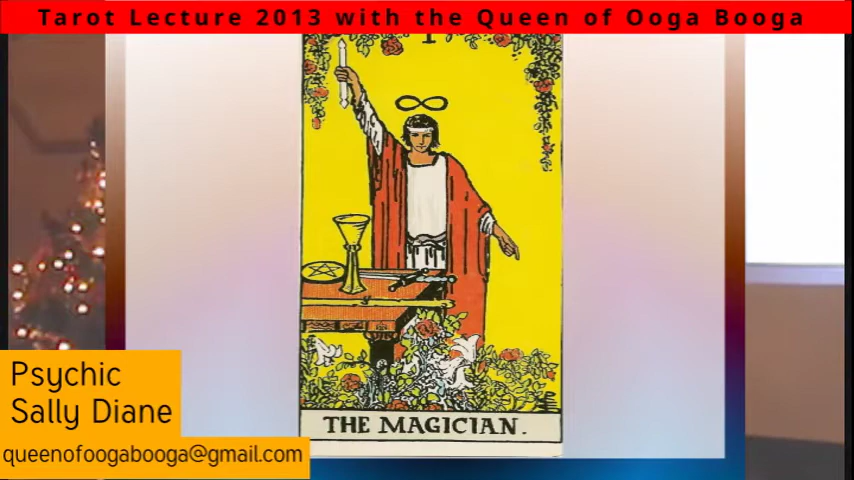 Tarot Lecture 2013 with the Queen of Ooga Booga
I
THE MAGICIAN.
Psychic
Sally Diane
queenofoogabooga@gmail.com